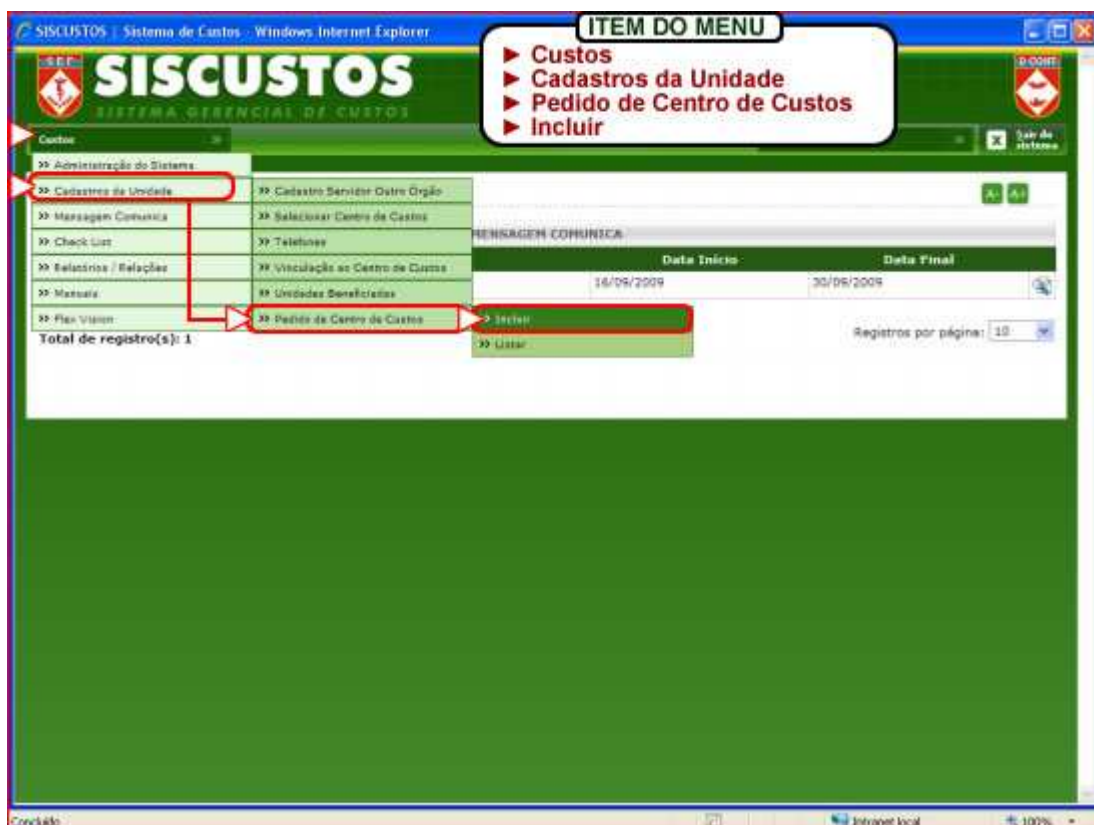 SISCUSTOS | Sistema de Custos - Windows Internet Explorer
ITEM DO MENU
► Custos
► Cadastros da Unidade
► Pedido de Centro de Custos
► Incluir
S E F
SISCUSTOS
SISTEMA GERENCIAL DE CUSTOS
D CONT
Custos »
X Sair do sistema
» Administração do Sistema
» Cadastros da Unidade
» Mensagem Comunica
» Check List
» Relatórios / Relações
» Manuais
» Flex Vision
» Cadastro Servidor Outro Órgão
» Selecionar Centro de Custos
» Telefones
» Vinculação ao Centro de Custos
» Unidades Beneficiadas
» Pedido de Centro de Custos
» Incluir
» Listar
A- A+
MENSAGEM COMUNICA
Data Início Data Final
16/09/2009 30/09/2009
Total de registro(s): 1
Registros por página: 10
Concluído Intranet local 100%